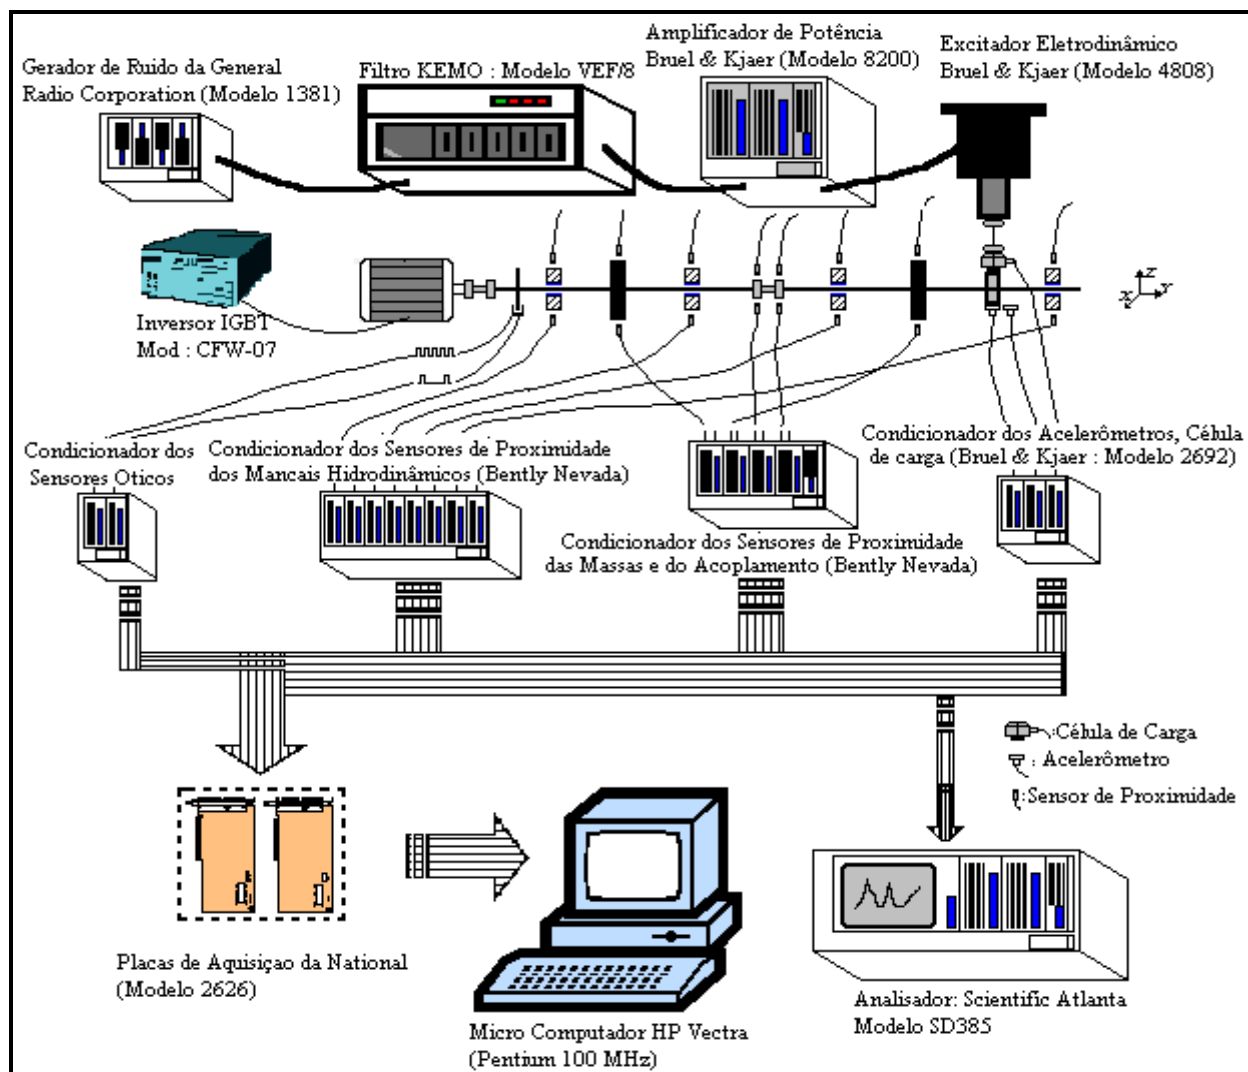 Gerador de Ruido da General
Radio Corporation (Modelo 1381)
Filtro KEMO : Modelo VEF/8
Amplificador de Potência
Bruel & Kjaer (Modelo 8200)
Excitador Eletrodinâmico
Bruel & Kjaer (Modelo 4808)
Inversor IGBT
Mod : CFW-07
z
x
Y
Condicionador dos
Sensores Oticos
Condicionador dos Sensores de Proximidade
dos Mancais Hidrodinâmicos (Bently Nevada)
Condicionador dos Sensores de Proximidade
das Massas e do Acoplamento (Bently Nevada)
Condicionador dos Acelerômetros, Célula
de carga (Bruel & Kjaer : Modelo 2692)
:Célula de Carga
: Acelerômetro
:Sensor de Proximidade
Placas de Aquisiçao da National
(Modelo 2626)
Micro Computador HP Vectra
(Pentium 100 MHz)
Analisador: Scientific Atlanta
Modelo SD385